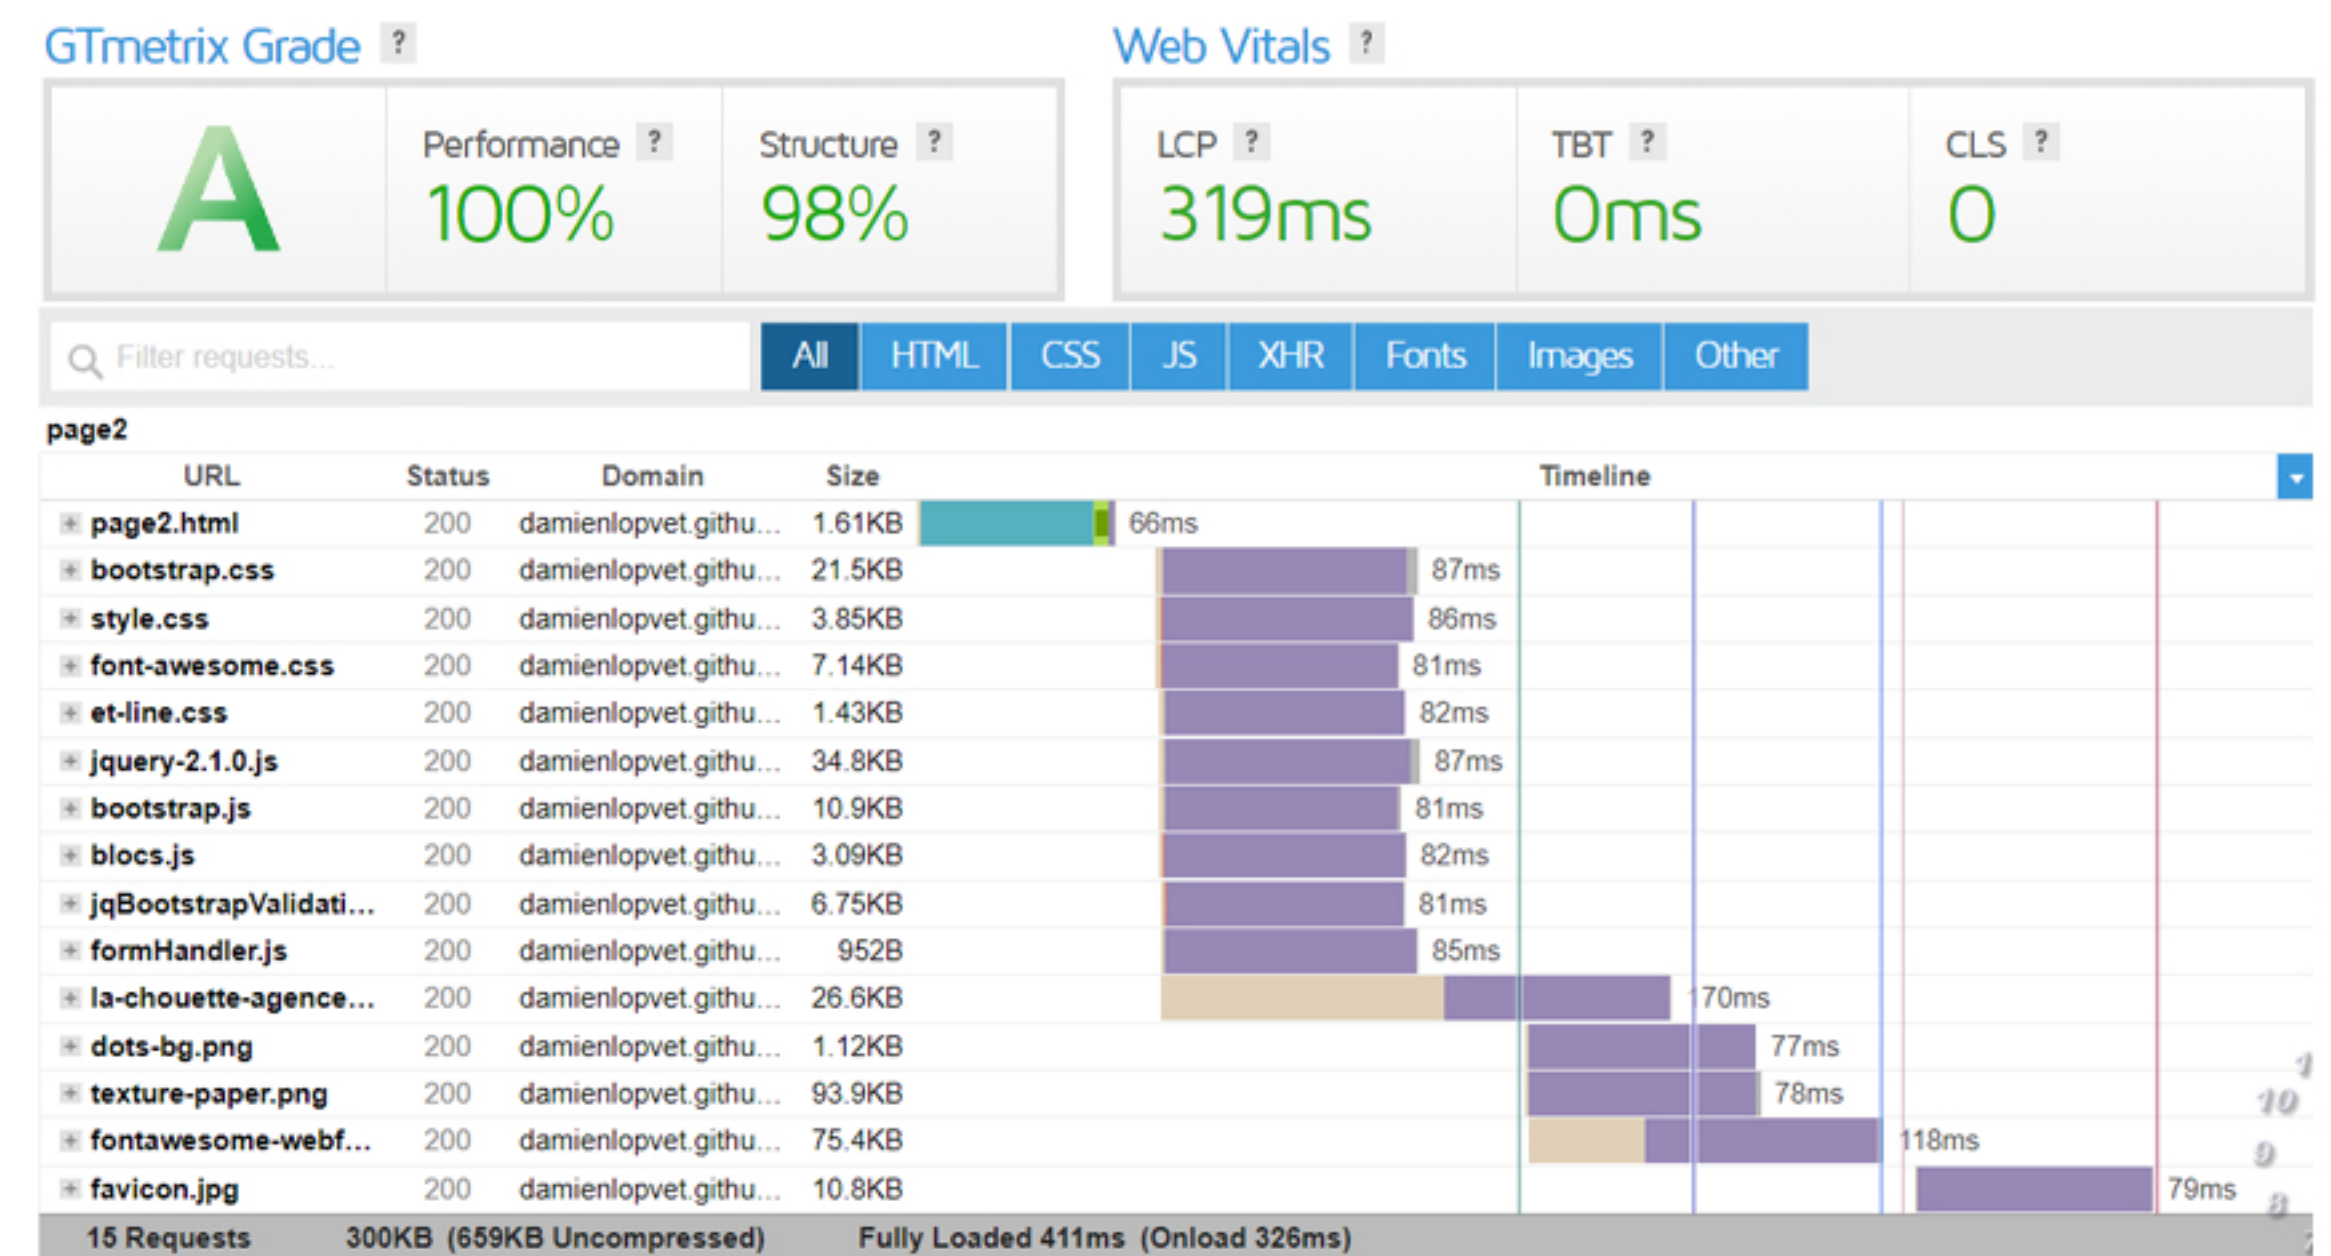 GTmetrix Grade ? Web Vitals ?
A Performance ? Structure ? LCP ? TBT ? CLS ?
100% 98% 319ms 0ms 0
Filter requests... All HTML CSS JS XHR Fonts Images Other
page2
URL Status Domain Size Timeline
page2.html 200 damienlopvet.githu... 1.61KB 66ms
bootstrap.css 200 damienlopvet.githu... 21.5KB 87ms
style.css 200 damienlopvet.githu... 3.85KB 86ms
font-awesome.css 200 damienlopvet.githu... 7.14KB 81ms
et-line.css 200 damienlopvet.githu... 1.43KB 82ms
jquery-2.1.0.js 200 damienlopvet.githu... 34.8KB 87ms
bootstrap.js 200 damienlopvet.githu... 10.9KB 81ms
blocs.js 200 damienlopvet.githu... 3.09KB 82ms
jqBootstrapValidati... 200 damienlopvet.githu... 6.75KB 81ms
formHandler.js 200 damienlopvet.githu... 952B 85ms
la-chouette-agence... 200 damienlopvet.githu... 26.6KB 170ms
dots-bg.png 200 damienlopvet.githu... 1.12KB 77ms
texture-paper.png 200 damienlopvet.githu... 93.9KB 78ms
10
fontawesome-webf... 200 damienlopvet.githu... 75.4KB 118ms
9
favicon.jpg 200 damienlopvet.githu... 10.8KB 79ms
8
15 Requests 300KB (659KB Uncompressed) Fully Loaded 411ms (Onload 326ms)